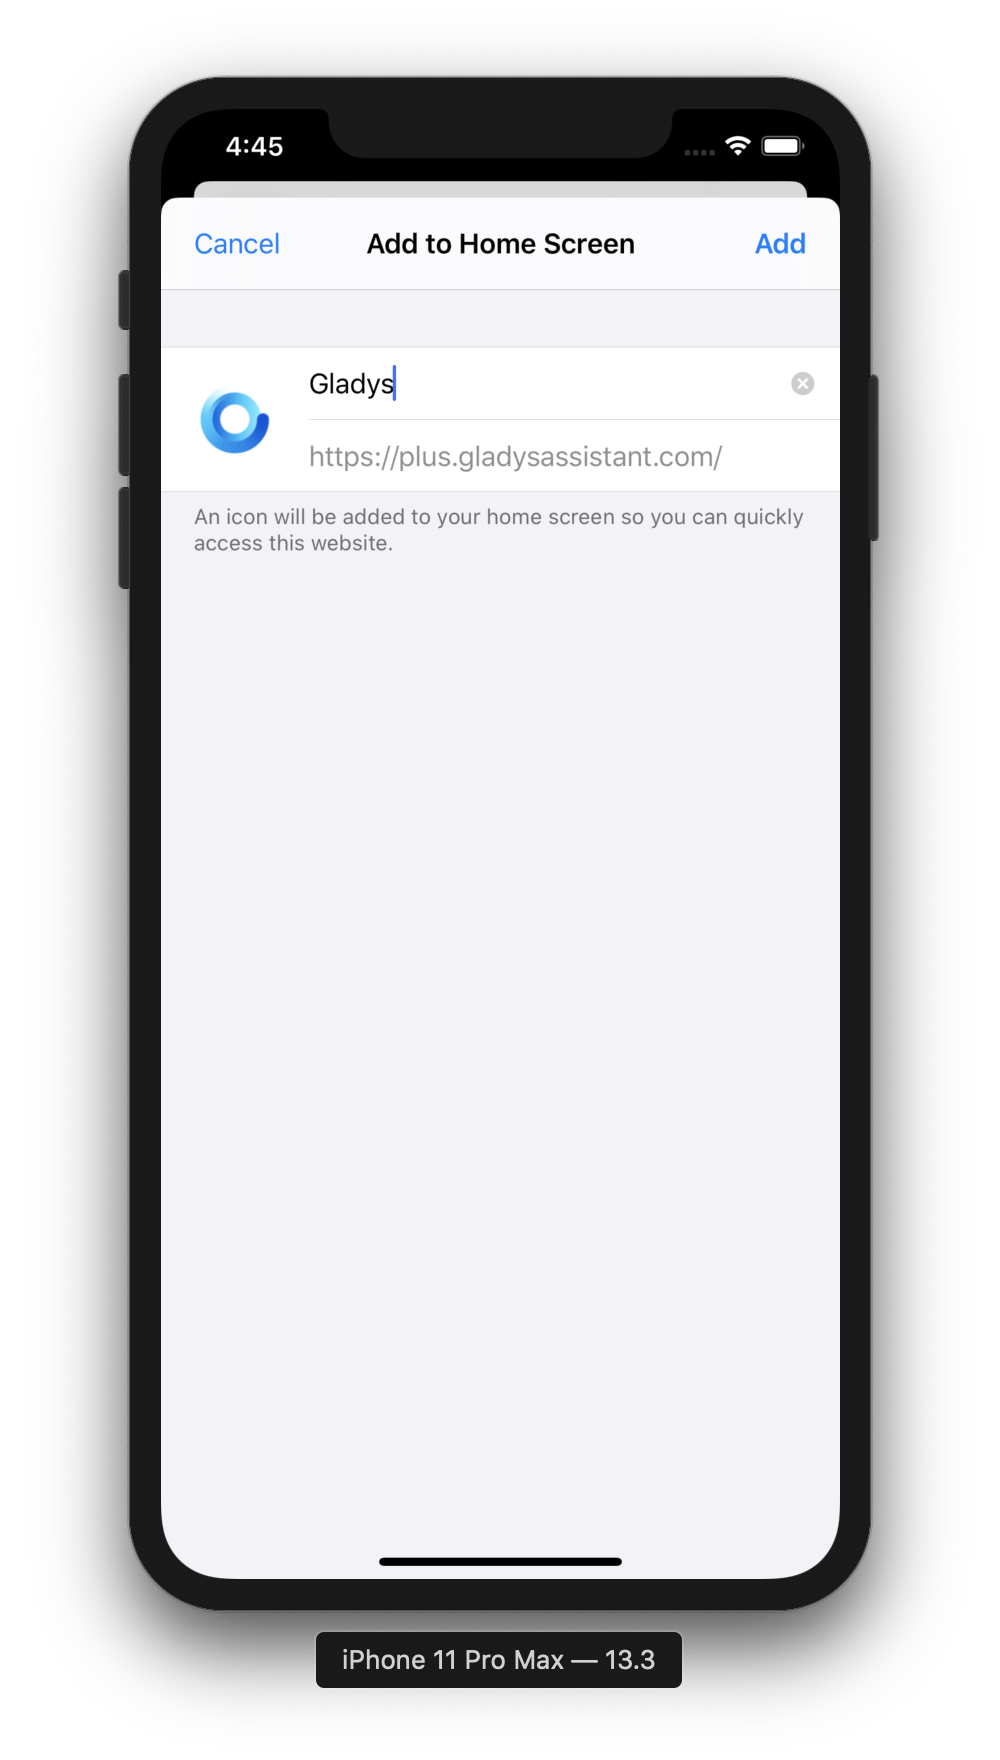 4:45
Cancel Add to Home Screen Add
Gladys
https://plus.gladysassistant.com/
An icon will be added to your home screen so you can quickly
access this website.
iPhone 11 Pro Max — 13.3